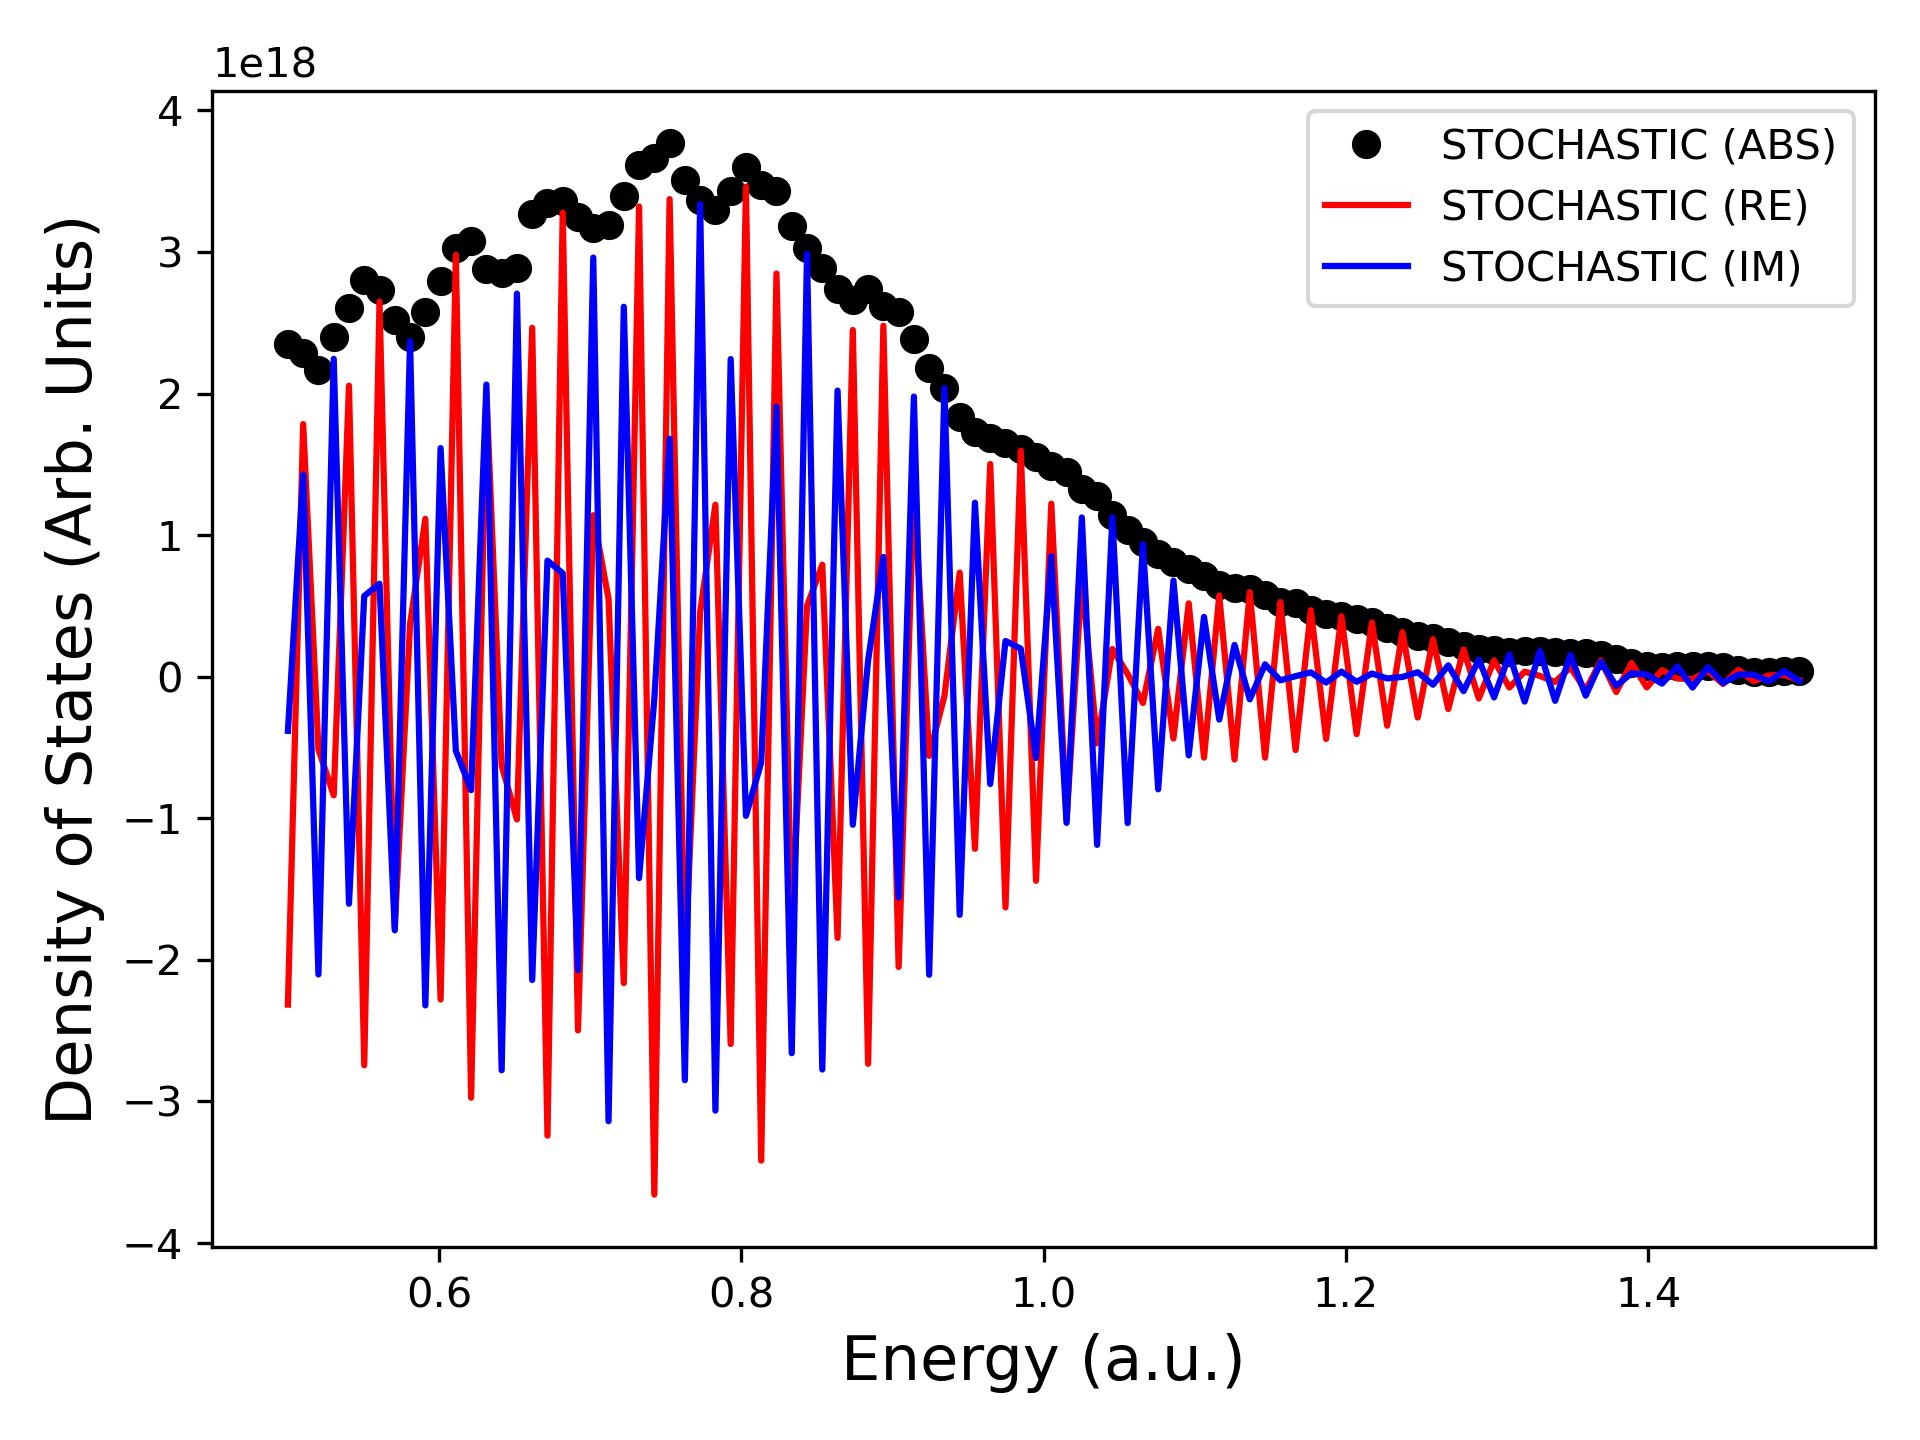 1e18
4
3
2
1
0
−1
−2
−3
−4
Density of States (Arb. Units)
STOCHASTIC (ABS)
STOCHASTIC (RE)
STOCHASTIC (IM)
0.6 0.8 1.0 1.2 1.4
Energy (a.u.)